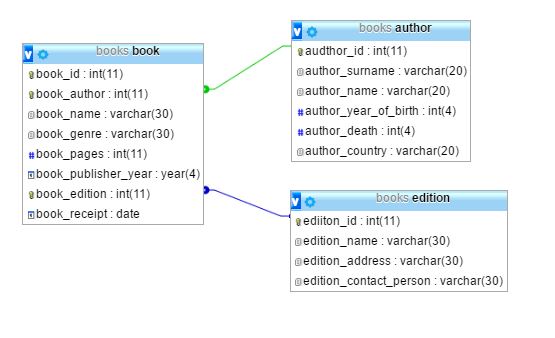 books book
book_id : int(11)
book_author : int(11)
book_name : varchar(30)
book_genre : varchar(30)
book_pages : int(11)
book_publisher_year : year(4)
book_edition : int(11)
book_receipt : date
books author
audthor_id : int(11)
author_surname : varchar(20)
author_name : varchar(20)
author_year_of_birth : int(4)
author_death : int(4)
author_country : varchar(20)
books edition
ediiton_id : int(11)
edition_name : varchar(30)
edition_address : varchar(30)
edition_contact_person : varchar(30)